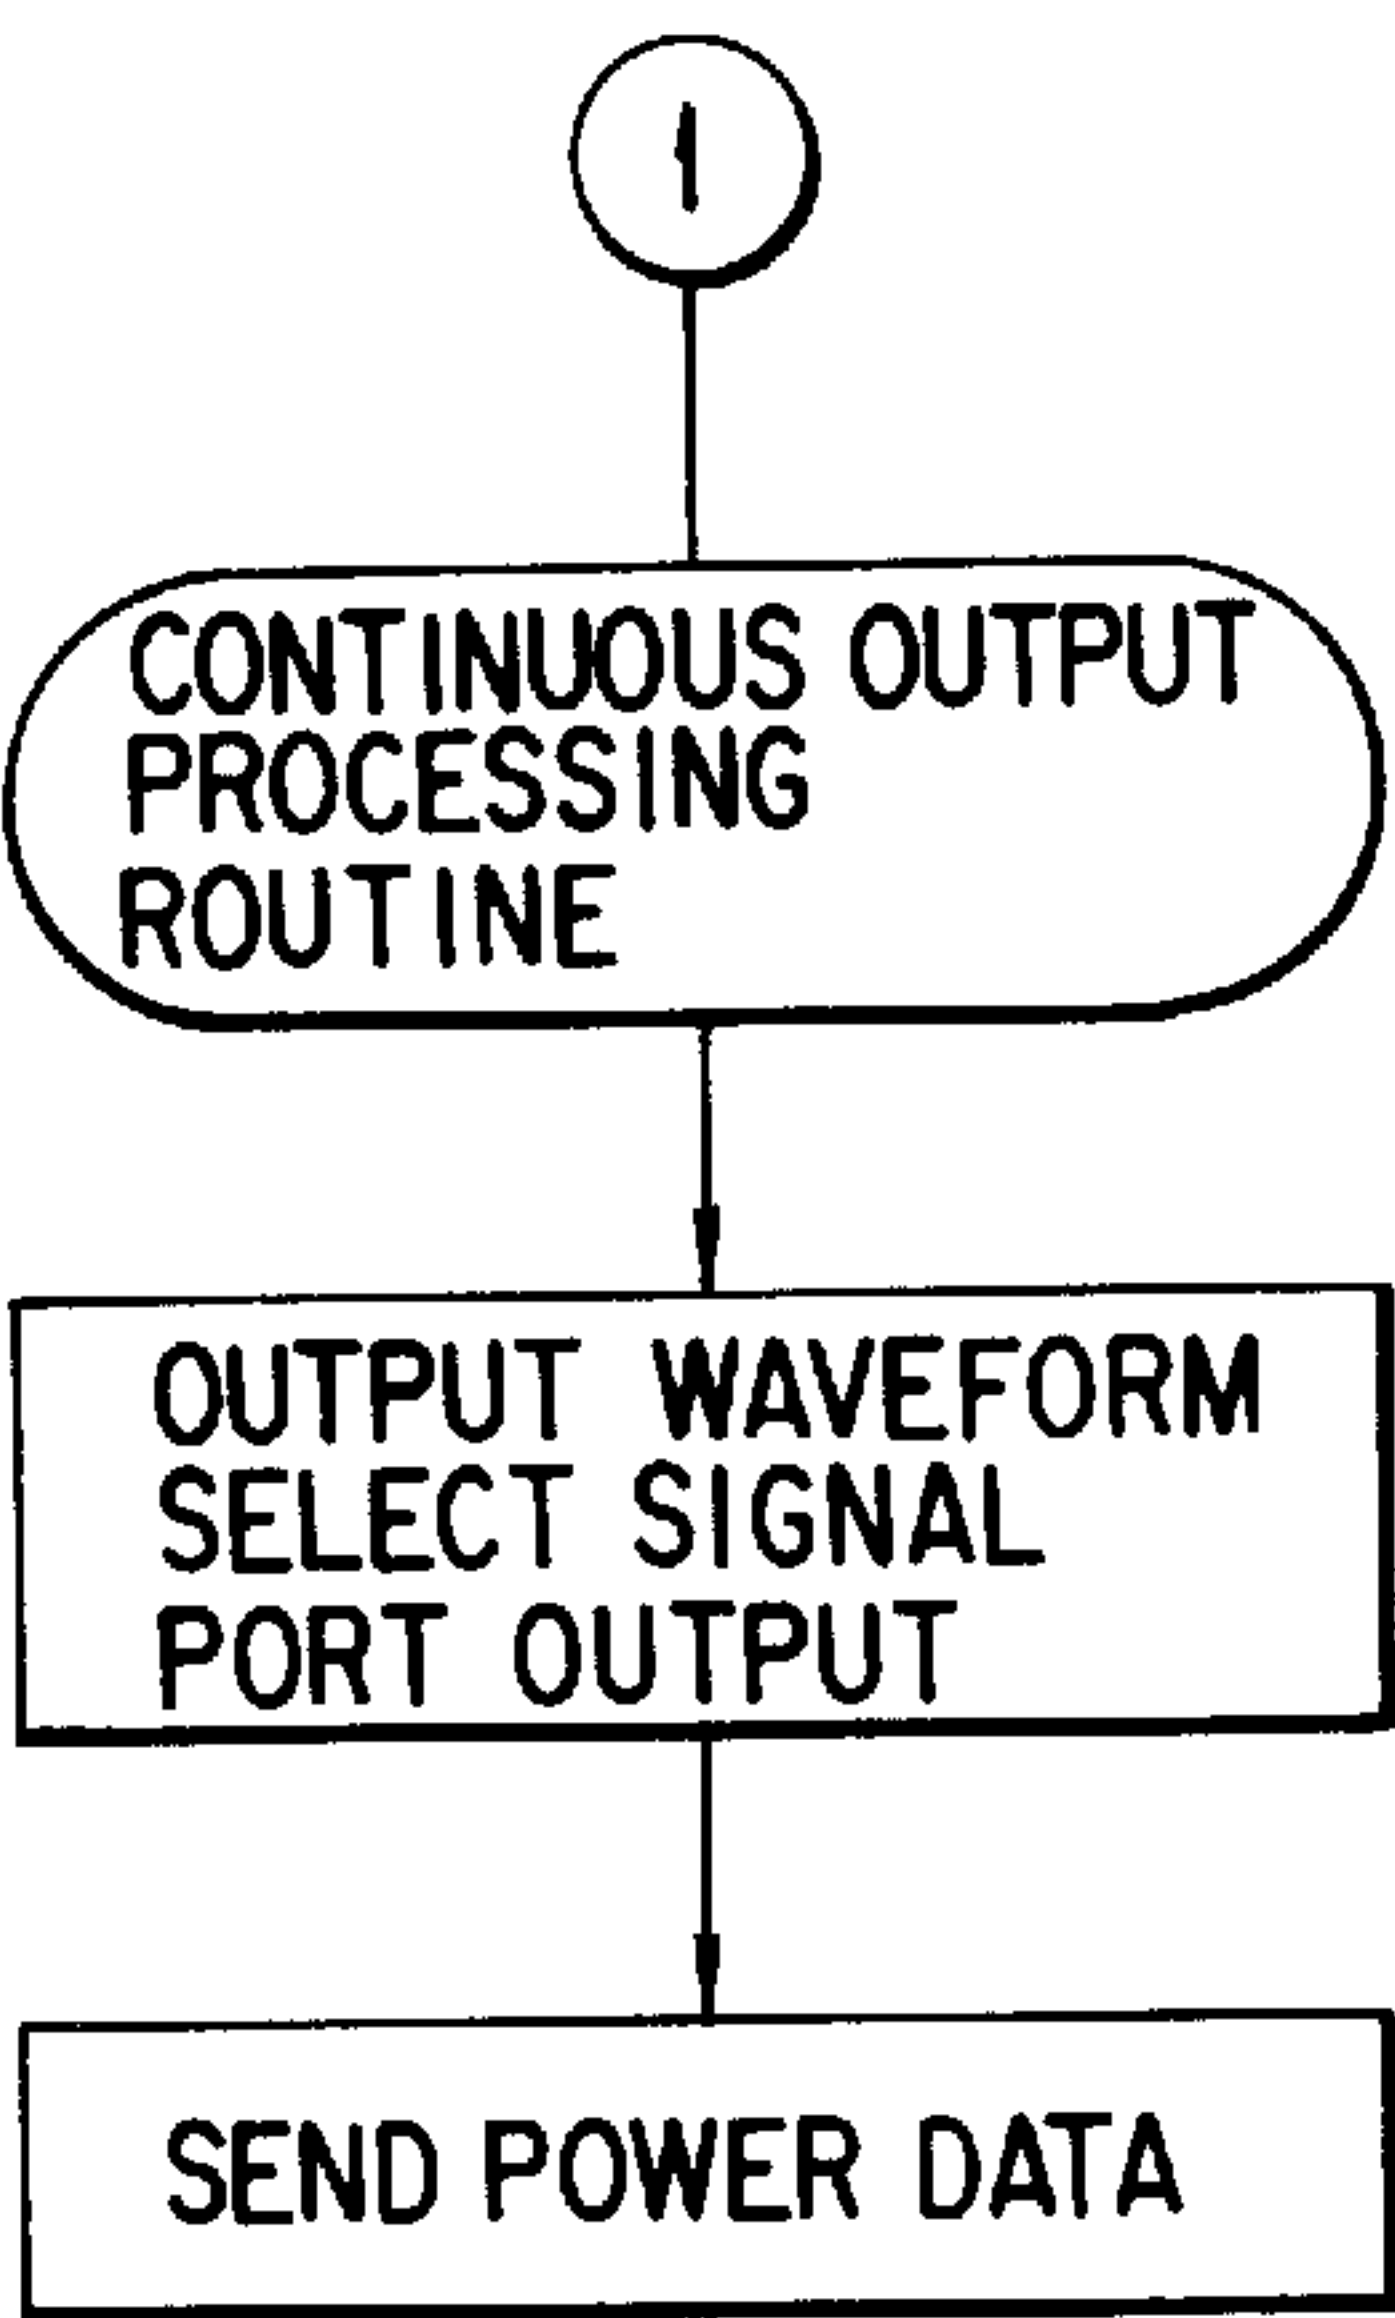 1
CONTINUOUS OUTPUT
PROCESSING
ROUTINE
OUTPUT WAVEFORM
SELECT SIGNAL
PORT OUTPUT
SEND POWER DATA